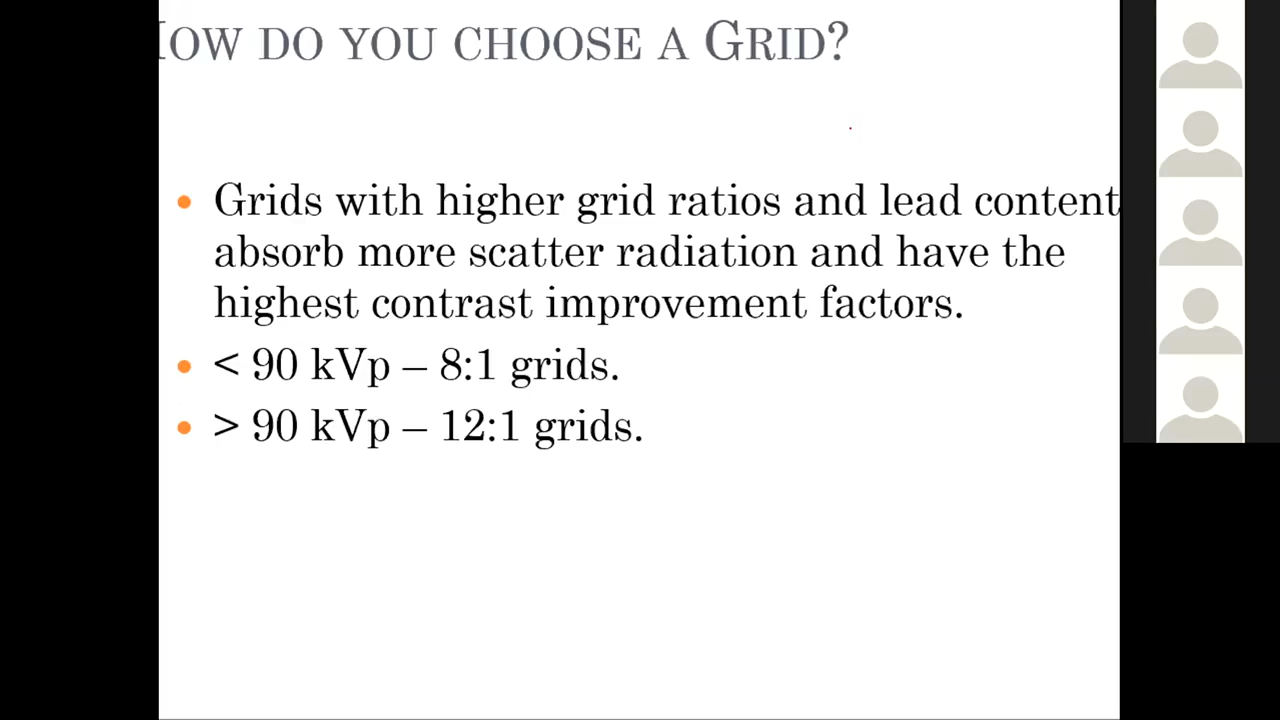 How do you choose a Grid?
Grids with higher grid ratios and lead content
absorb more scatter radiation and have the
highest contrast improvement factors.
< 90 kVp – 8:1 grids.
> 90 kVp – 12:1 grids.